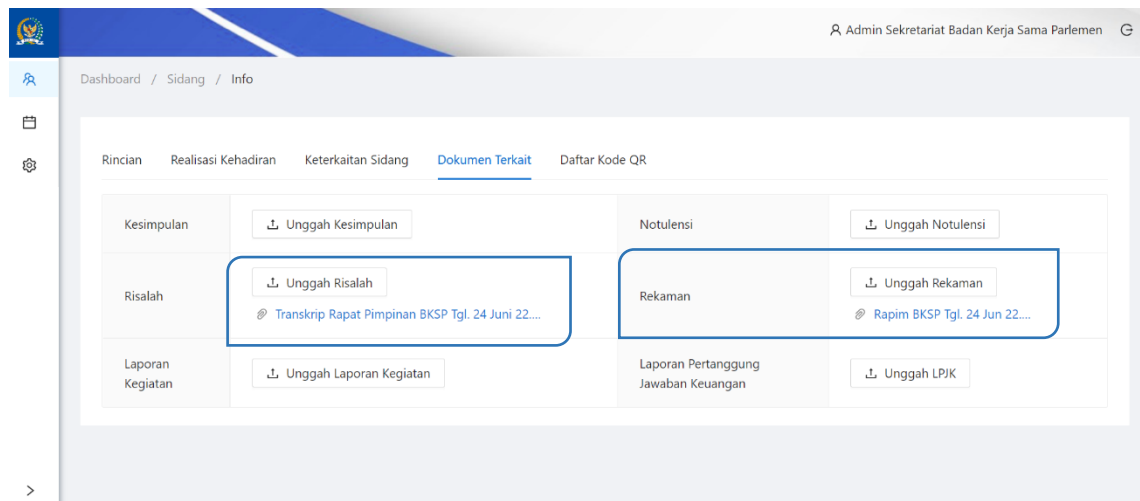 Admin Sekretariat Badan Kerja Sama Parlemen
Dashboard / Sidang / Info
Rincian Realisasi Kehadiran Keterkaitan Sidang Dokumen Terkait Daftar Kode QR
Kesimpulan
Unggah Kesimpulan
Notulensi
Unggah Notulensi
Risalah
Unggah Risalah
Transkrip Rapat Pimpinan BKSP Tgl. 24 Juni 22....
Rekaman
Unggah Rekaman
Rapim BKSP Tgl. 24 Jun 22....
Laporan
Kegiatan
Unggah Laporan Kegiatan
Laporan Pertanggung
Jawaban Keuangan
Unggah LPJK